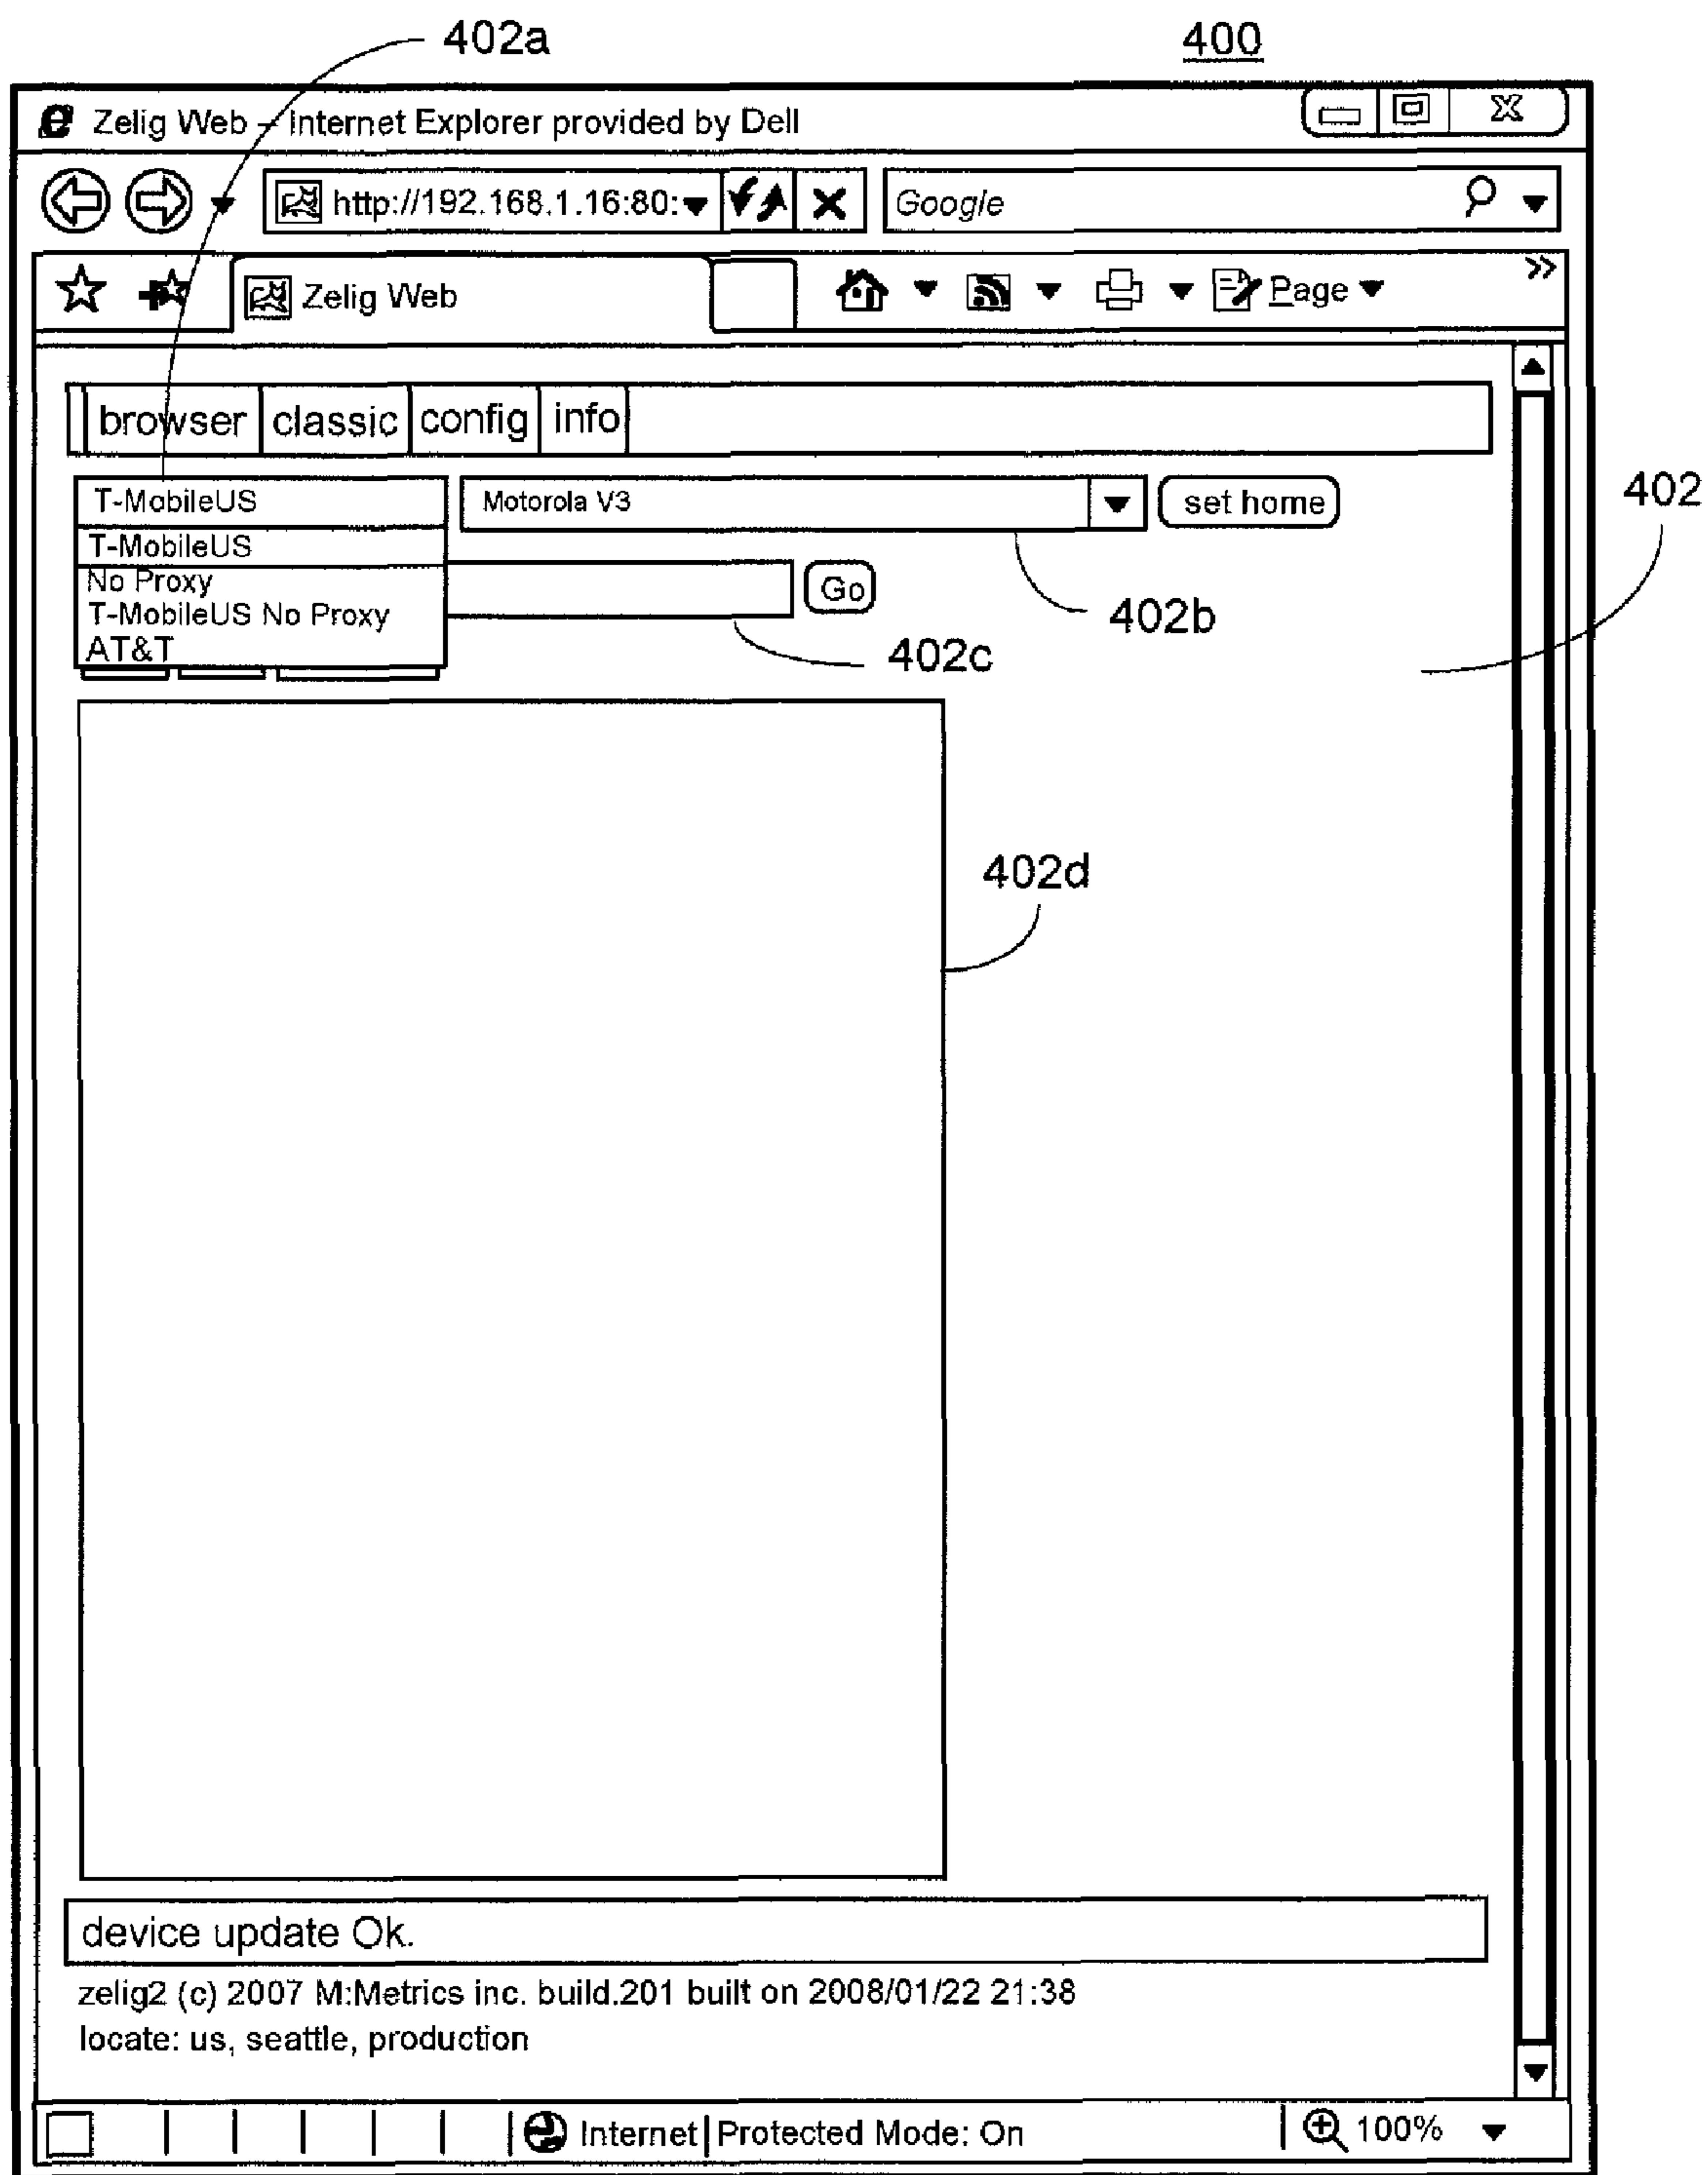 402a
400
Zelig Web – Internet Explorer provided by Dell
http://192.168.1.16:80:
Google
Zelig Web
Page
browser classic config info
T-MobileUS
Motorola V3
set home
402
T-MobileUS
No Proxy
T-MobileUS No Proxy
AT&T
Go
402b
402c
402d
device update Ok.
zelig2 (c) 2007 M:Metrics inc. build.201 built on 2008/01/22 21:38
locate: us, seattle, production
Internet Protected Mode: On
100%